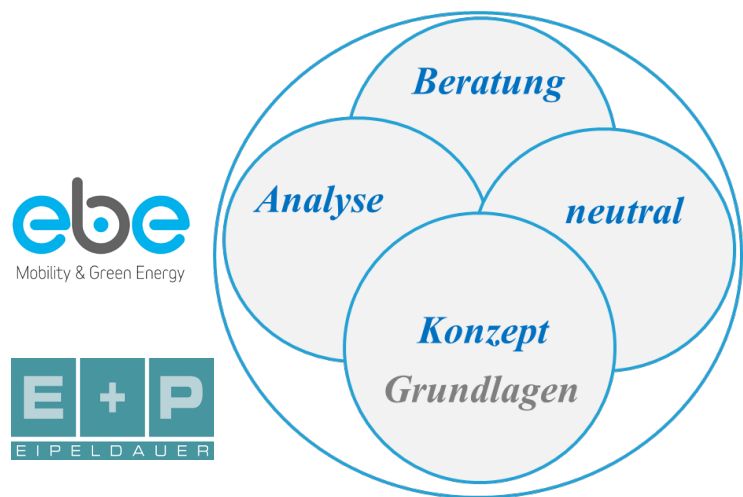 Beratung
Analyse
neutral
ebe
Mobility & Green Energy
Konzept
Grundlagen
E + P
EIPELDAUER